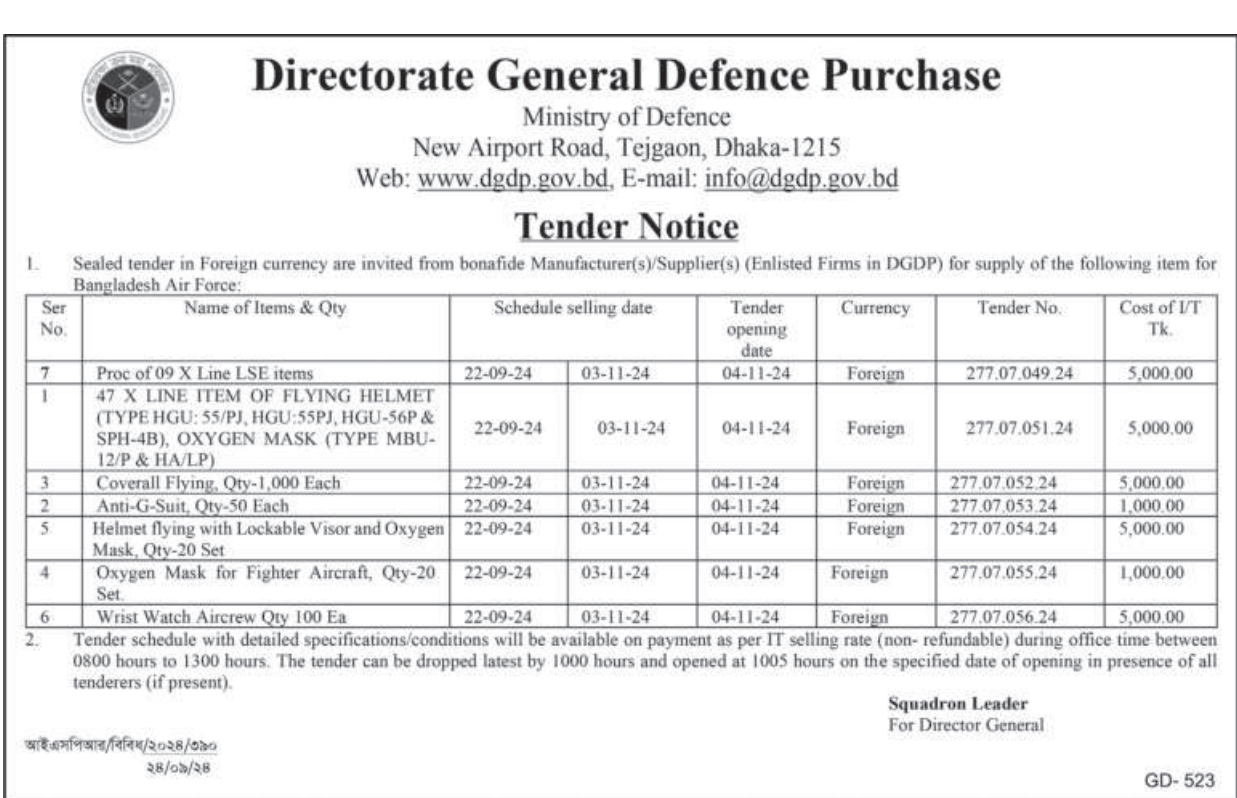 Directorate General Defence Purchase
Ministry of Defence
New Airport Road, Tejgaon, Dhaka-1215
Web: www.dgdp.gov.bd, E-mail: info@dgdp.gov.bd
Tender Notice
1. Sealed tender in Foreign currency are invited from bonafide Manufacturer(s)/Supplier(s) (Enlisted Firms in DGDP) for supply of the following item for
Bangladesh Air Force:
Ser No. Name of Items & Qty Schedule selling date Tender opening date Currency Tender No. Cost of I/T Tk.
7 Proc of 09 X Line LSE items 22-09-24 03-11-24 04-11-24 Foreign 277.07.049.24 5,000.00
1 47 X LINE ITEM OF FLYING HELMET
(TYPE HGU: 55/PJ, HGU:55PJ, HGU-56P &
SPH-4B), OXYGEN MASK (TYPE MBU-
12/P & HA/LP) 22-09-24 03-11-24 04-11-24 Foreign 277.07.051.24 5,000.00
3 Coverall Flying, Qty-1,000 Each 22-09-24 03-11-24 04-11-24 Foreign 277.07.052.24 5,000.00
2 Anti-G-Suit, Qty-50 Each 22-09-24 03-11-24 04-11-24 Foreign 277.07.053.24 1,000.00
5 Helmet flying with Lockable Visor and Oxygen
Mask, Qty-20 Set 22-09-24 03-11-24 04-11-24 Foreign 277.07.054.24 5,000.00
4 Oxygen Mask for Fighter Aircraft, Qty-20
Set. 22-09-24 03-11-24 04-11-24 Foreign 277.07.055.24 1,000.00
6 Wrist Watch Aircrew Qty 100 Ea 22-09-24 03-11-24 04-11-24 Foreign 277.07.056.24 5,000.00
2. Tender schedule with detailed specifications/conditions will be available on payment as per IT selling rate (non- refundable) during office time between
0800 hours to 1300 hours. The tender can be dropped latest by 1000 hours and opened at 1005 hours on the specified date of opening in presence of all
tenderers (if present).
Squadron Leader
For Director General
আইএসপিআর/বিবিধ/২০২৪/৩৯০
২৪/০৯/২৪
GD- 523